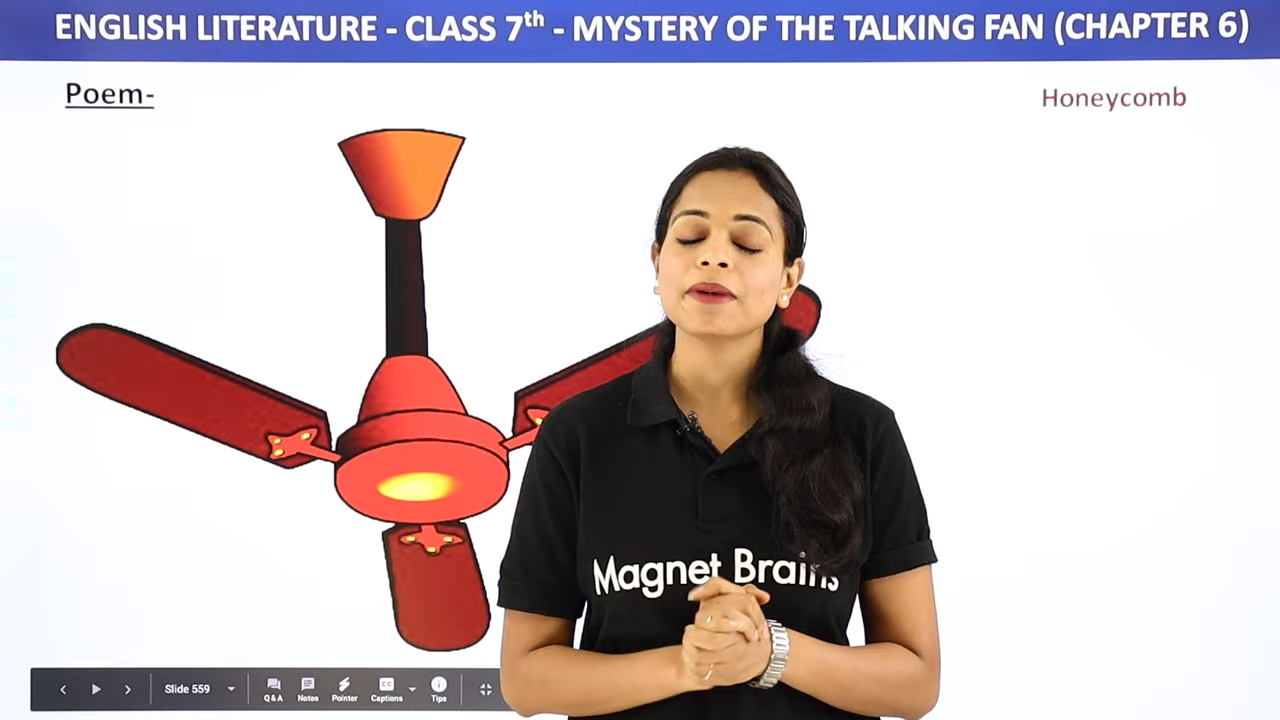 ENGLISH LITERATURE - CLASS 7th - MYSTERY OF THE TALKING FAN (CHAPTER 6)
Poem-
Honeycomb
Magnet Brains
Slide 559
Q & A
Notes
Pointer
Captions
CC
Tips